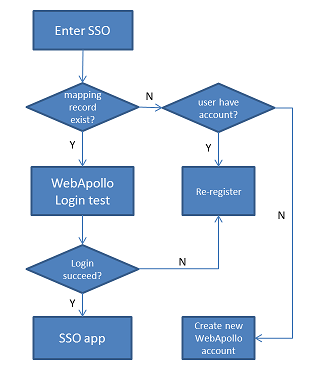 Enter SSO
mapping
record
exist?
N
user have
account?
Y
Y
WebApollo
Login test
Re-register
N
Login
succeed?
N
Y
SSO app
Create new
WebApollo
account